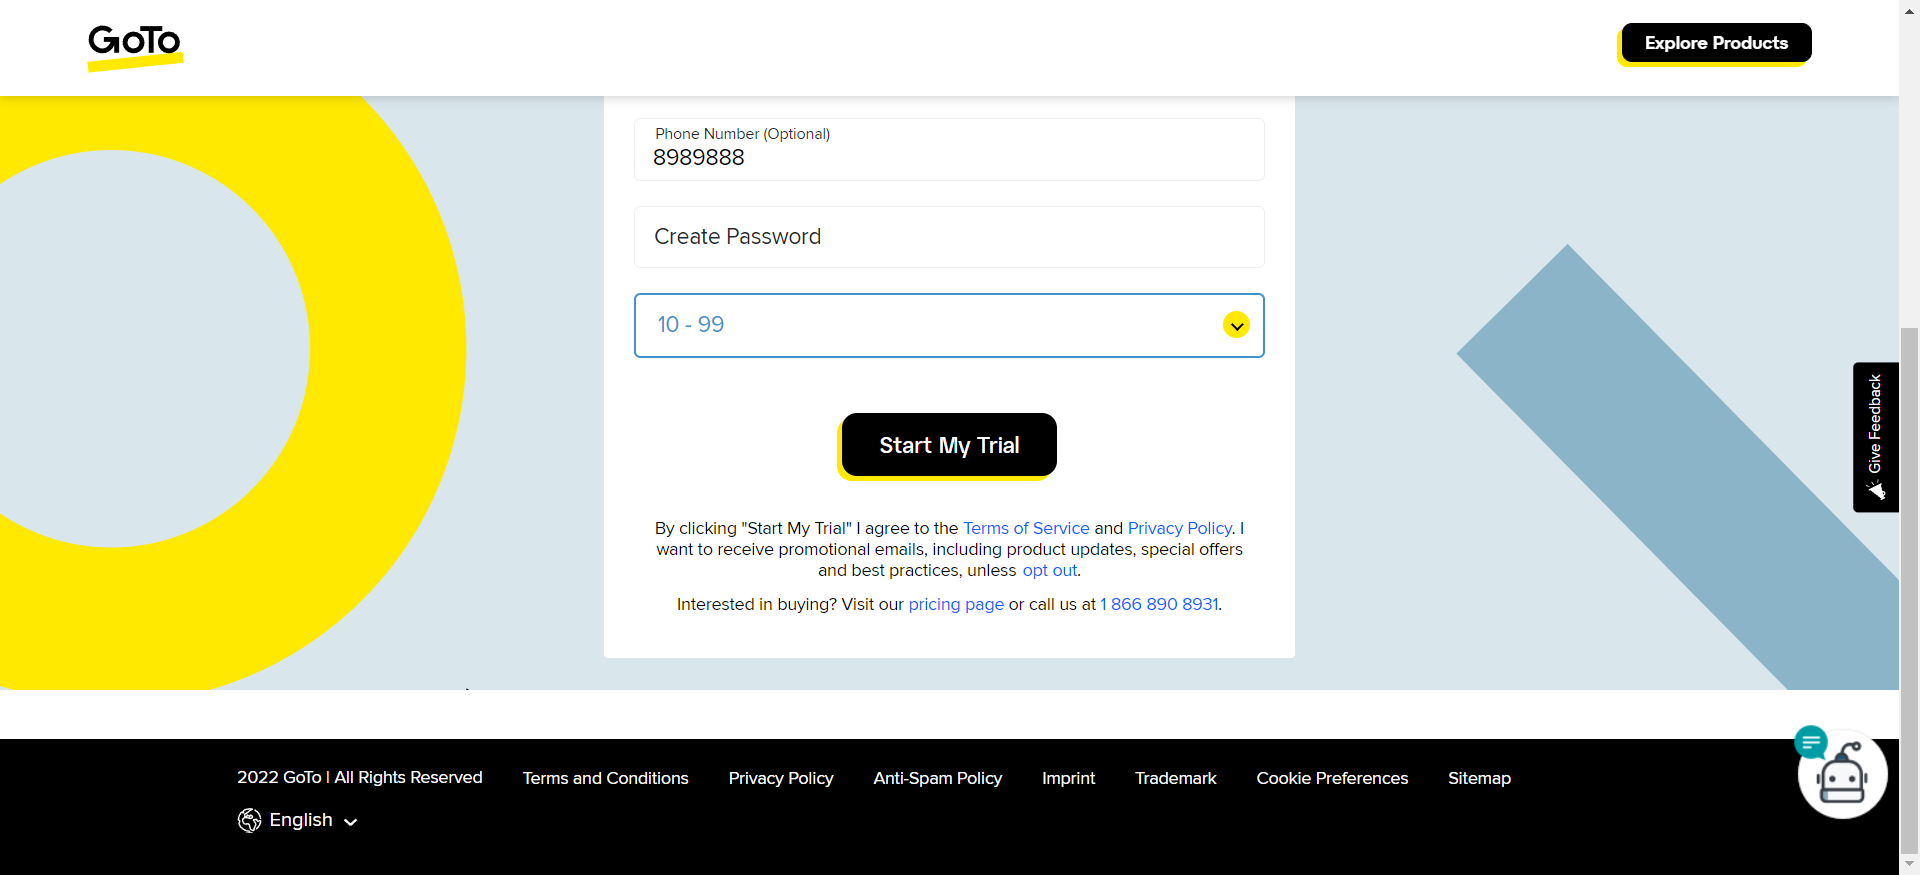 GoTo
Explore Products
Phone Number (Optional)
8989888
Create Password
10 - 99
Start My Trial
By clicking "Start My Trial" I agree to the Terms of Service and Privacy Policy. I
want to receive promotional emails, including product updates, special offers
and best practices, unless opt out.
Interested in buying? Visit our pricing page or call us at 1 866 890 8931.
Give Feedback
2022 GoTo | All Rights Reserved
Terms and Conditions
Privacy Policy
Anti-Spam Policy
Imprint
Trademark
Cookie Preferences
Sitemap
English